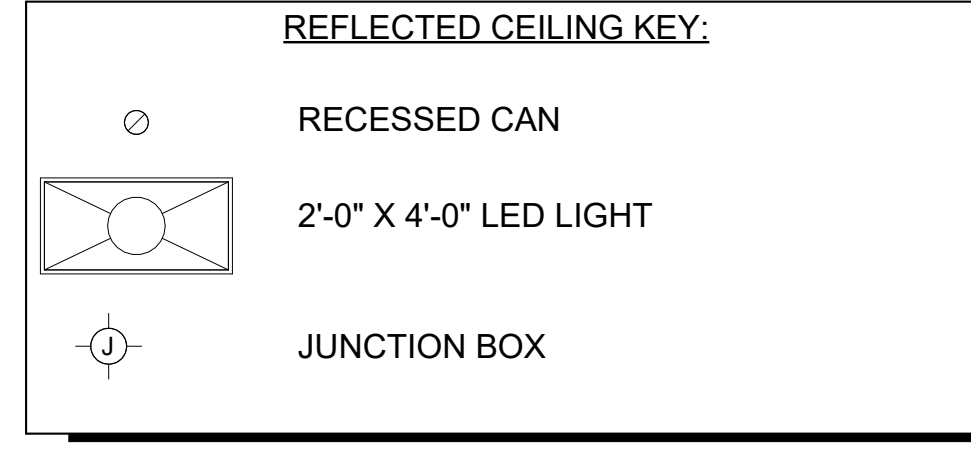 REFLECTED CEILING KEY:
RECESSED CAN
2'-0" X 4'-0" LED LIGHT
J
JUNCTION BOX